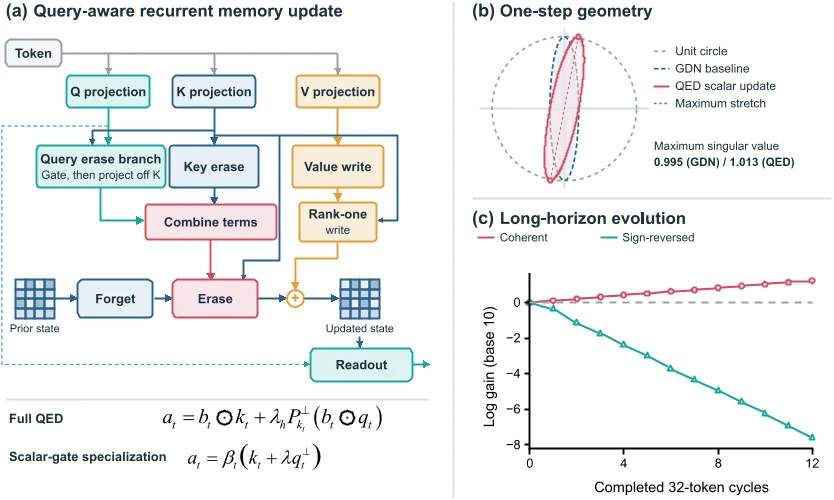 (a) Query-aware recurrent memory update
Token
Q projection
K projection
V projection
Query erase branch
Gate, then project off K
Key erase
Value write
Combine terms
Rank-one
write
Forget
Erase
+
Prior state
Updated state
Readout
Full QED
a_t = b_t ⊙ k_t + λ_h P^⊥_{k_t} (b_t ⊙ q_t)
Scalar-gate specialization
a_t = β_t (k_t + λq_t^⊥)
(b) One-step geometry
Unit circle
GDN baseline
QED scalar update
Maximum stretch
Maximum singular value
0.995 (GDN) / 1.013 (QED)
(c) Long-horizon evolution
Coherent
Sign-reversed
Log gain (base 10)
0
−2
−4
−6
−8
0
4
8
12
Completed 32-token cycles